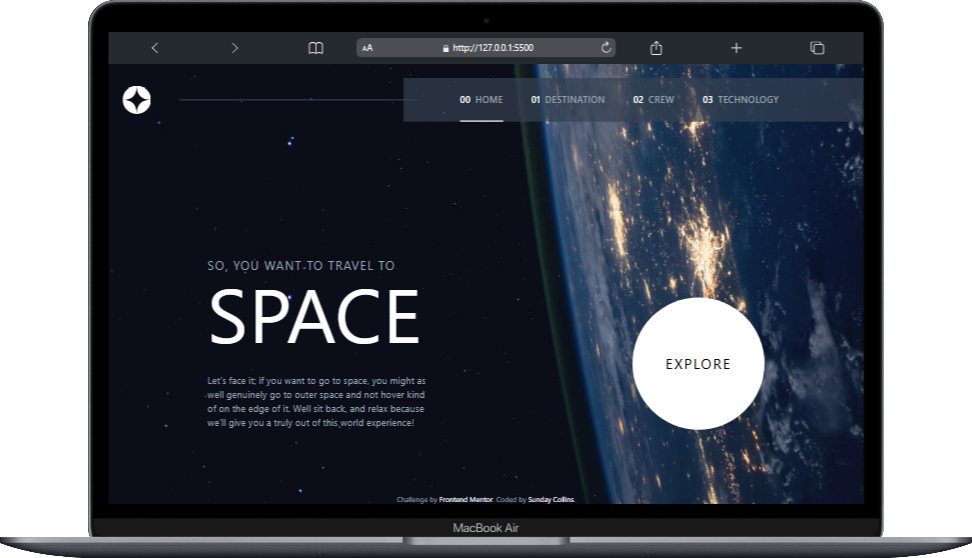 AA http://127.0.0.1:5500
00 HOME 01 DESTINATION 02 CREW 03 TECHNOLOGY
SO, YOU WANT TO TRAVEL TO
SPACE
Let's face it; if you want to go to space, you might as
well genuinely go to outer space and not hover kind
of on the edge of it. Well sit back, and relax because
we'll give you a truly out of this world experience!
EXPLORE
Challenge by Frontend Mentor. Coded by Sunday Collins.
MacBook Air